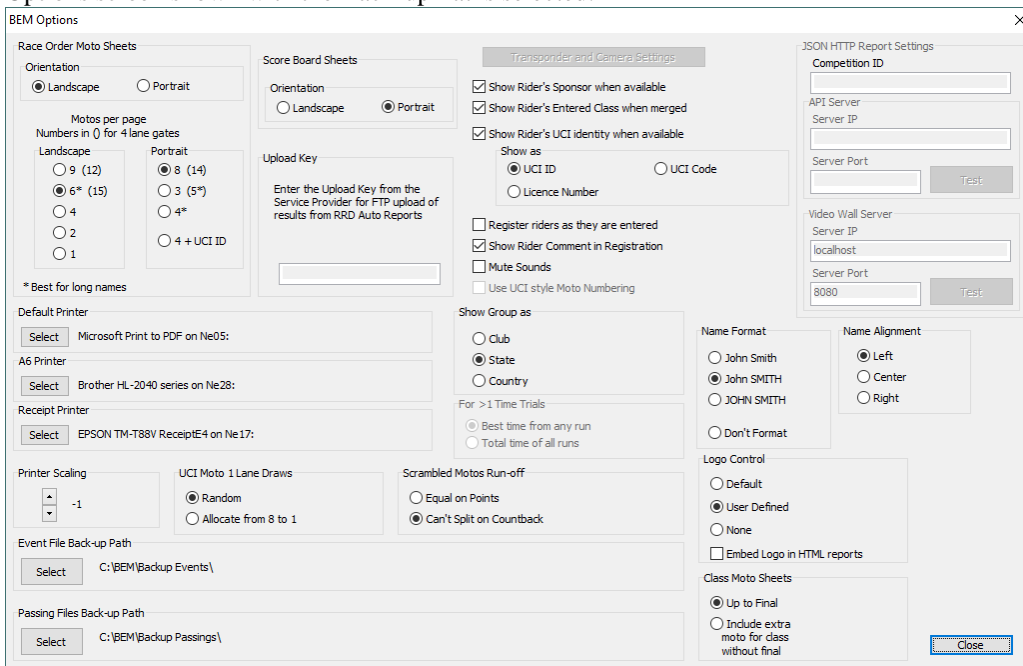 BEM Options
Race Order Moto Sheets
Orientation
Landscape
Portrait
Motos per page
Numbers in () for 4 lane gates
Landscape
9 (12)
6* (15)
4
2
1
Portrait
8 (14)
3 (5*)
4*
4 + UCI ID
* Best for long names
Score Board Sheets
Orientation
Landscape
Portrait
Upload Key
Enter the Upload Key from the
Service Provider for FTP upload of
results from RRD Auto Reports
Transponder and Camera Settings
Show Rider's Sponsor when available
Show Rider's Entered Class when merged
Show Rider's UCI identity when available
Show as
UCI ID
UCI Code
Licence Number
Register riders as they are entered
Show Rider Comment in Registration
Mute Sounds
Use UCI style Moto Numbering
JSON HTTP Report Settings
Competition ID
API Server
Server IP
Server Port
Test
Video Wall Server
Server IP
localhost
Server Port
8080
Test
Default Printer
Select
Microsoft Print to PDF on Ne05:
A6 Printer
Select
Brother HL-2040 series on Ne28:
Receipt Printer
Select
EPSON TM-T88V ReceiptE4 on Ne17:
Show Group as
Club
State
Country
For >1 Time Trials
Best time from any run
Total time of all runs
Name Format
John Smith
John SMITH
JOHN SMITH
Don't Format
Name Alignment
Left
Center
Right
Printer Scaling
-1
UCI Moto 1 Lane Draws
Random
Allocate from 8 to 1
Scrambled Motos Run-off
Equal on Points
Can't Split on Countback
Logo Control
Default
User Defined
None
Embed Logo in HTML reports
Event File Back-up Path
Select
C:\BEM\Backup Events\
Passing Files Back-up Path
Select
C:\BEM\Backup Passings\
Class Moto Sheets
Up to Final
Include extra
moto for class
without final
Close